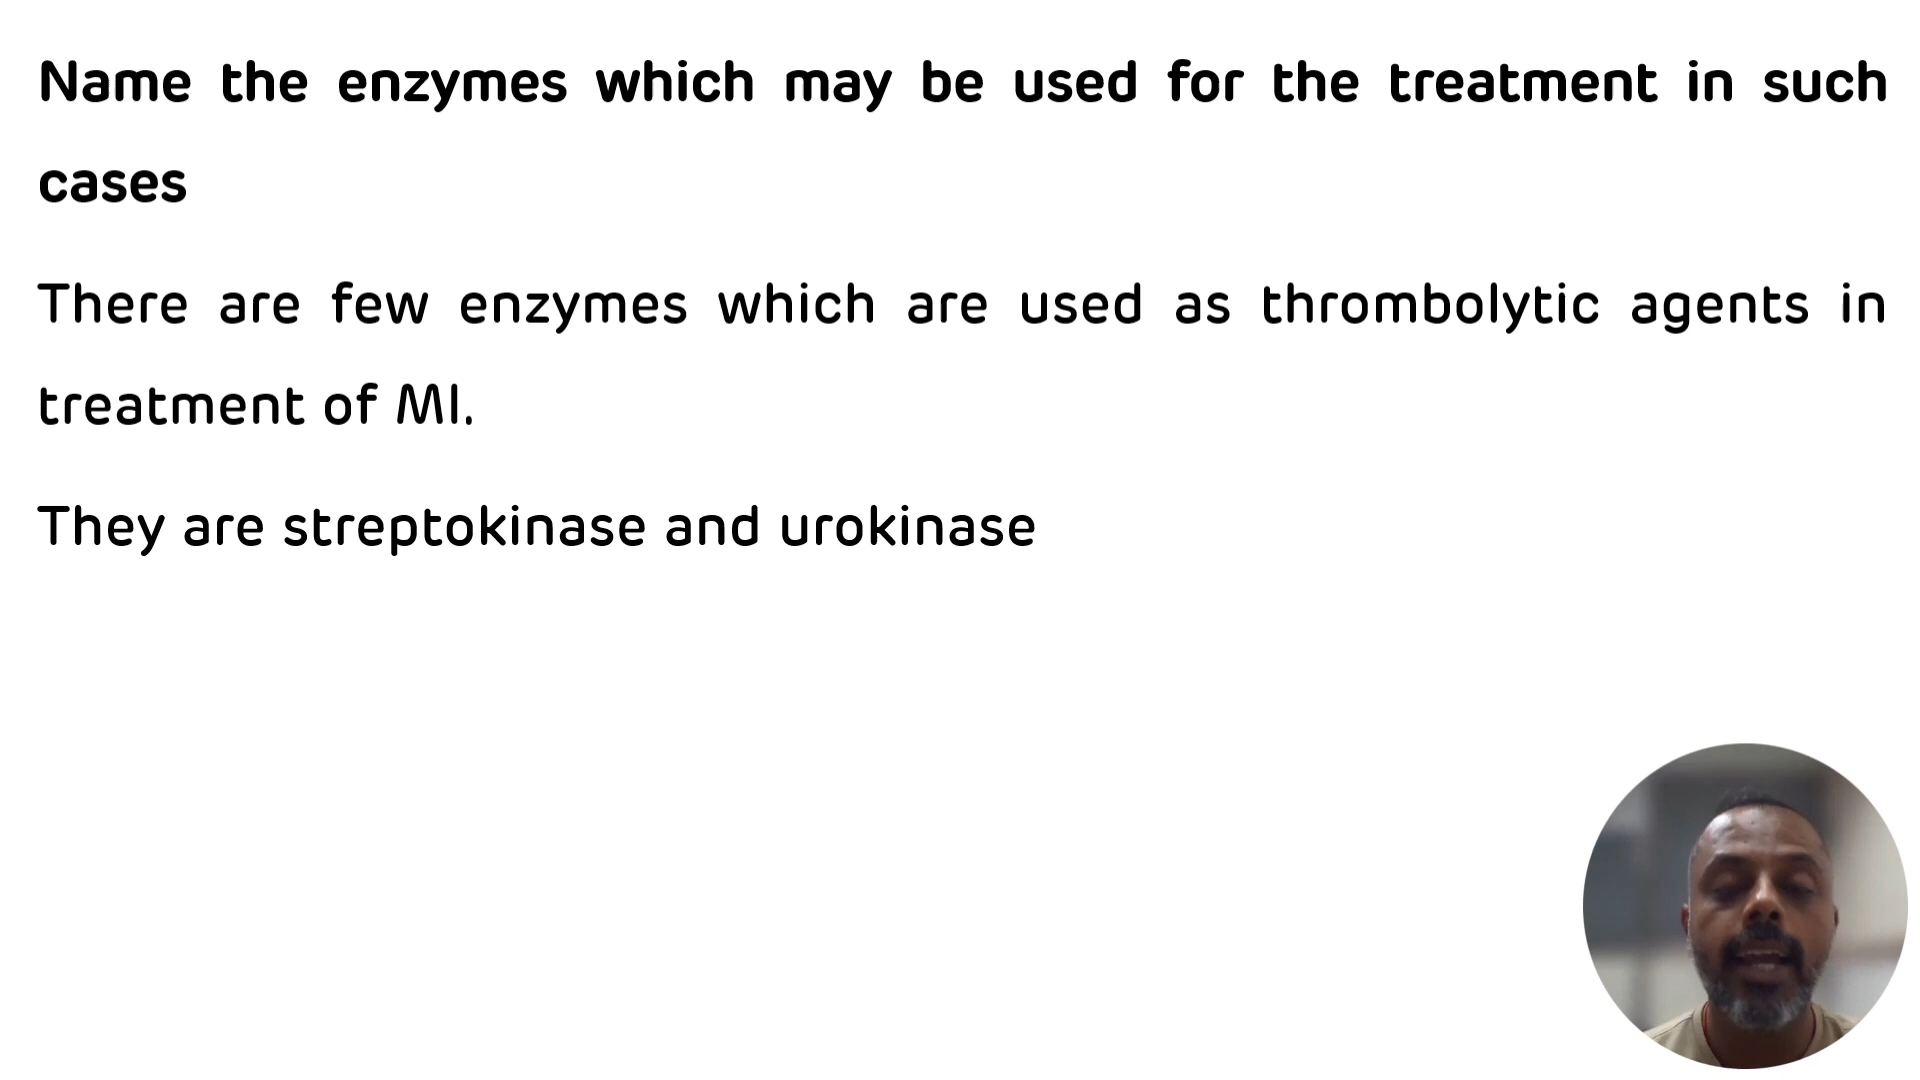 Name the enzymes which may be used for the treatment in such
cases
There are few enzymes which are used as thrombolytic agents in
treatment of MI.
They are streptokinase and urokinase